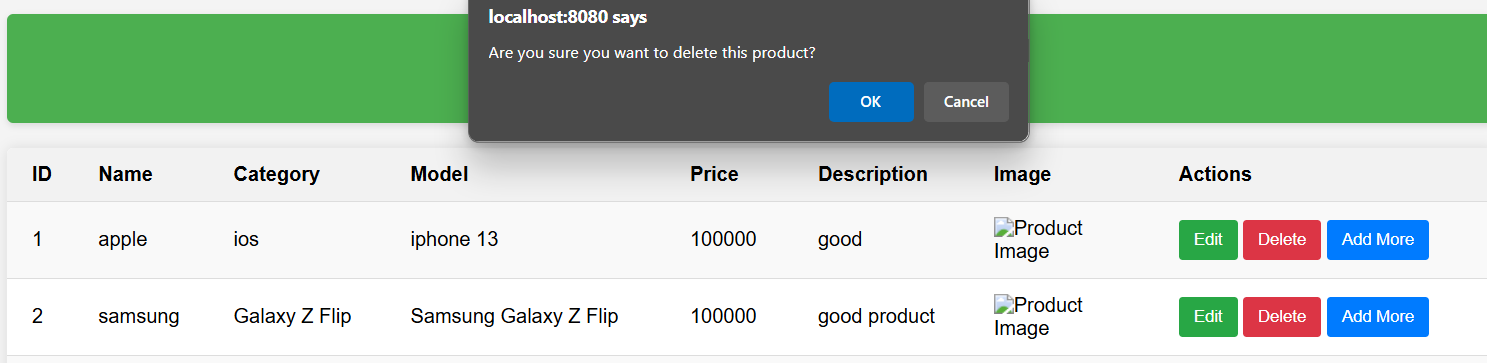 localhost:8080 says
Are you sure you want to delete this product?
OK Cancel
ID Name Category Model Price Description Image Actions
1 apple ios iphone 13 100000 good Product Image Edit Delete Add More
2 samsung Galaxy Z Flip Samsung Galaxy Z Flip 100000 good product Product Image Edit Delete Add More